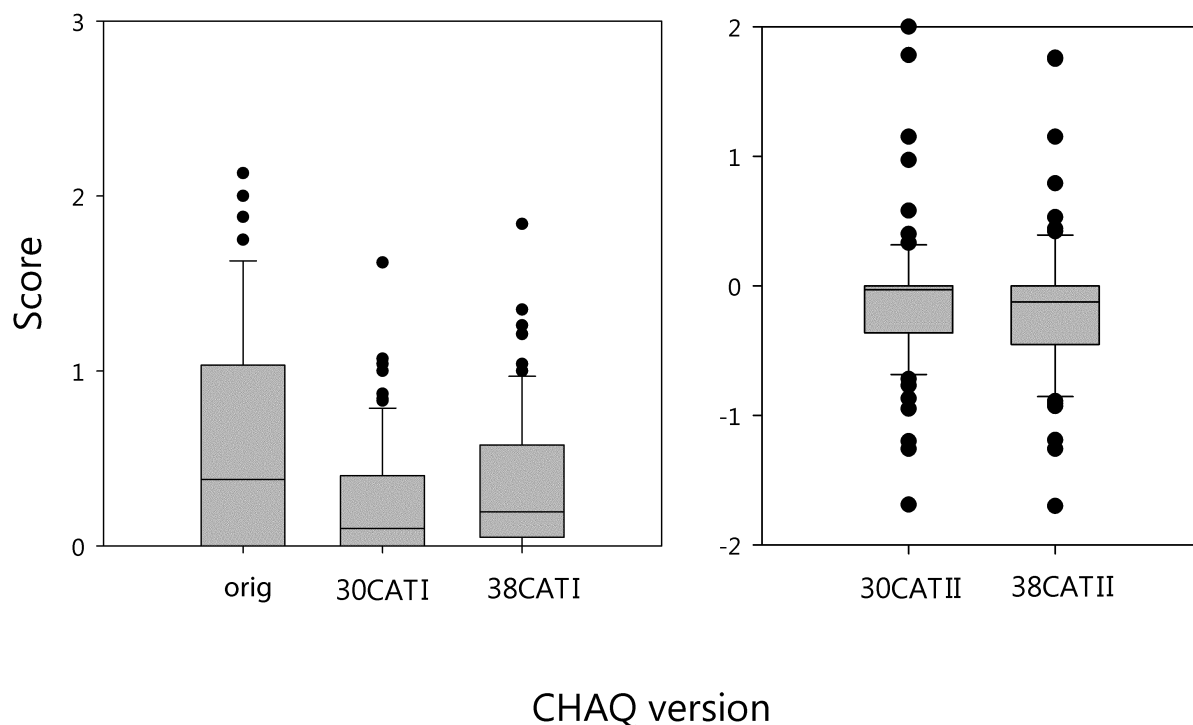 3
2
1
0
Score
orig
30CATI
38CATI
2
1
0
-1
-2
30CATII
38CATII
CHAQ version